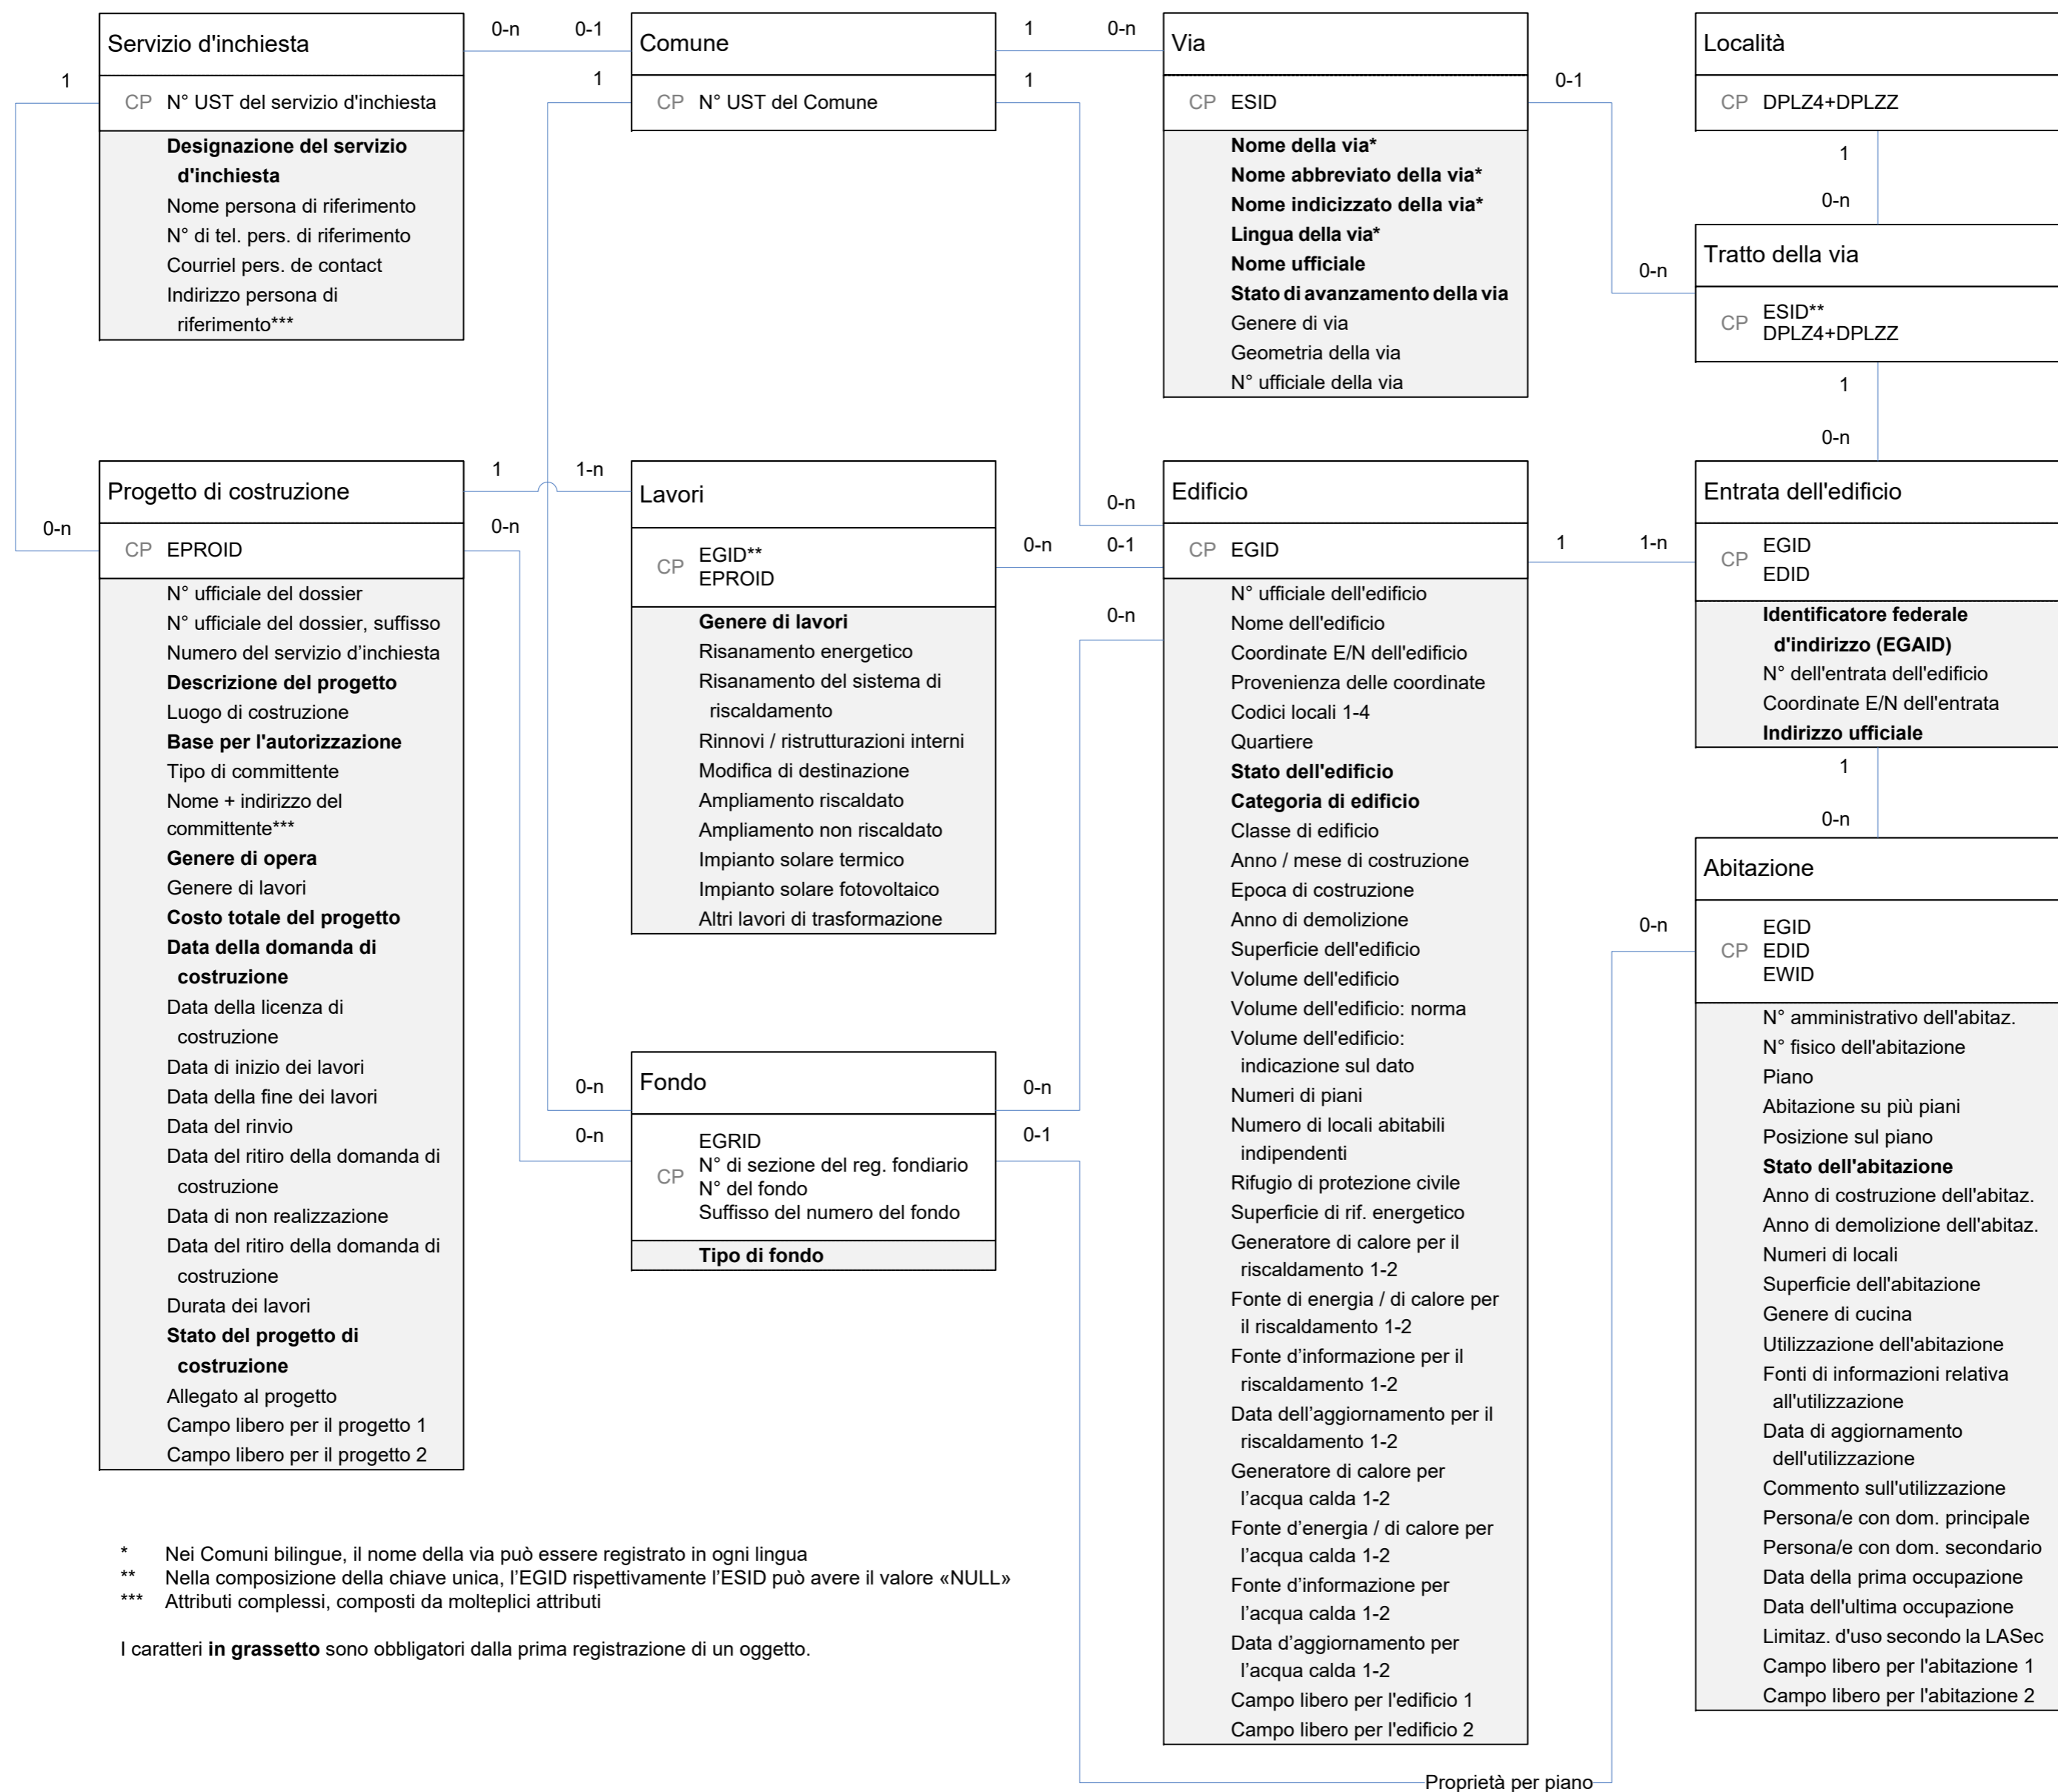 Servizio d'inchiesta
CP N° UST del servizio d'inchiesta
Designazione del servizio
d'inchiesta
Nome persona di riferimento
N° di tel. pers. di riferimento
Courriel pers. de contact
Indirizzo persona di
riferimento***
0-n 0-1
1
Comune
CP N° UST del Comune
1
1 0-n
1
Via
CP ESID
Nome della via*
Nome abbreviato della via*
Nome indicizzato della via*
Lingua della via*
Nome ufficiale
Stato di avanzamento della via
Genere di via
Geometria della via
N° ufficiale della via
0-1
0-n
Località
CP DPLZ4+DPLZZ
1
0-n
Tratto della via
CP ESID**
DPLZ4+DPLZZ
1
0-n
Progetto di costruzione
0-n
CP EPROID
N° ufficiale del dossier
N° ufficiale del dossier, suffisso
Numero del servizio d’inchiesta
Descrizione del progetto
Luogo di costruzione
Base per l'autorizzazione
Tipo di committente
Nome + indirizzo del
committente***
Genere di opera
Genere di lavori
Costo totale del progetto
Data della domanda di
costruzione
Data della licenza di
costruzione
Data di inizio dei lavori
Data della fine dei lavori
Data del rinvio
Data del ritiro della domanda di
costruzione
Data di non realizzazione
Data del ritiro della domanda di
costruzione
Durata dei lavori
Stato del progetto di
costruzione
Allegato al progetto
Campo libero per il progetto 1
Campo libero per il progetto 2
1 1-n
0-n
Lavori
CP EGID**
EPROID
Genere di lavori
Risanamento energetico
Risanamento del sistema di
riscaldamento
Rinnovi / ristrutturazioni interni
Modifica di destinazione
Ampliamento riscaldato
Ampliamento non riscaldato
Impianto solare termico
Impianto solare fotovoltaico
Altri lavori di trasformazione
0-n
0-n 0-1
0-n
Fondo
0-n
0-n
CP EGRID
N° di sezione del reg. fondiario
N° del fondo
Suffisso del numero del fondo
Tipo di fondo
0-n
0-1
Edificio
CP EGID
N° ufficiale dell'edificio
Nome dell'edificio
Coordinate E/N dell'edificio
Provenienza delle coordinate
Codici locali 1-4
Quartiere
Stato dell'edificio
Categoria di edificio
Classe di edificio
Anno / mese di costruzione
Epoca di costruzione
Anno di demolizione
Superficie dell'edificio
Volume dell'edificio
Volume dell'edificio: norma
Volume dell'edificio:
indicazione sul dato
Numeri di piani
Numero di locali abitabili
indipendenti
Rifugio di protezione civile
Superficie di rif. energetico
Generatore di calore per il
riscaldamento 1-2
Fonte di energia / di calore per
il riscaldamento 1-2
Fonte d’informazione per il
riscaldamento 1-2
Data dell’aggiornamento per il
riscaldamento 1-2
Generatore di calore per
l’acqua calda 1-2
Fonte d’energia / di calore per
l’acqua calda 1-2
Fonte d’informazione per
l’acqua calda 1-2
Data d’aggiornamento per
l’acqua calda 1-2
Campo libero per l'edificio 1
Campo libero per l'edificio 2
1 1-n
Entrata dell'edificio
CP EGID
EDID
Identificatore federale
d'indirizzo (EGAID)
N° dell'entrata dell'edificio
Coordinate E/N dell'entrata
Indirizzo ufficiale
1
0-n
Abitazione
0-n
CP EGID
EDID
EWID
N° amministrativo dell'abitaz.
N° fisico dell'abitazione
Piano
Abitazione su più piani
Posizione sul piano
Stato dell'abitazione
Anno di costruzione dell'abitaz.
Anno di demolizione dell'abitaz.
Numeri di locali
Superficie dell'abitazione
Genere di cucina
Utilizzazione dell'abitazione
Fonti di informazioni relativa
all'utilizzazione
Data di aggiornamento
dell'utilizzazione
Commento sull'utilizzazione
Persona/e con dom. principale
Persona/e con dom. secondario
Data della prima occupazione
Data dell'ultima occupazione
Limitaz. d'uso secondo la LASec
Campo libero per l'abitazione 1
Campo libero per l'abitazione 2
* Nei Comuni bilingue, il nome della via può essere registrato in ogni lingua
** Nella composizione della chiave unica, l’EGID rispettivamente l’ESID può avere il valore «NULL»
*** Attributi complessi, composti da molteplici attributi
I caratteri in grassetto sono obbligatori dalla prima registrazione di un oggetto.
Proprietà per piano